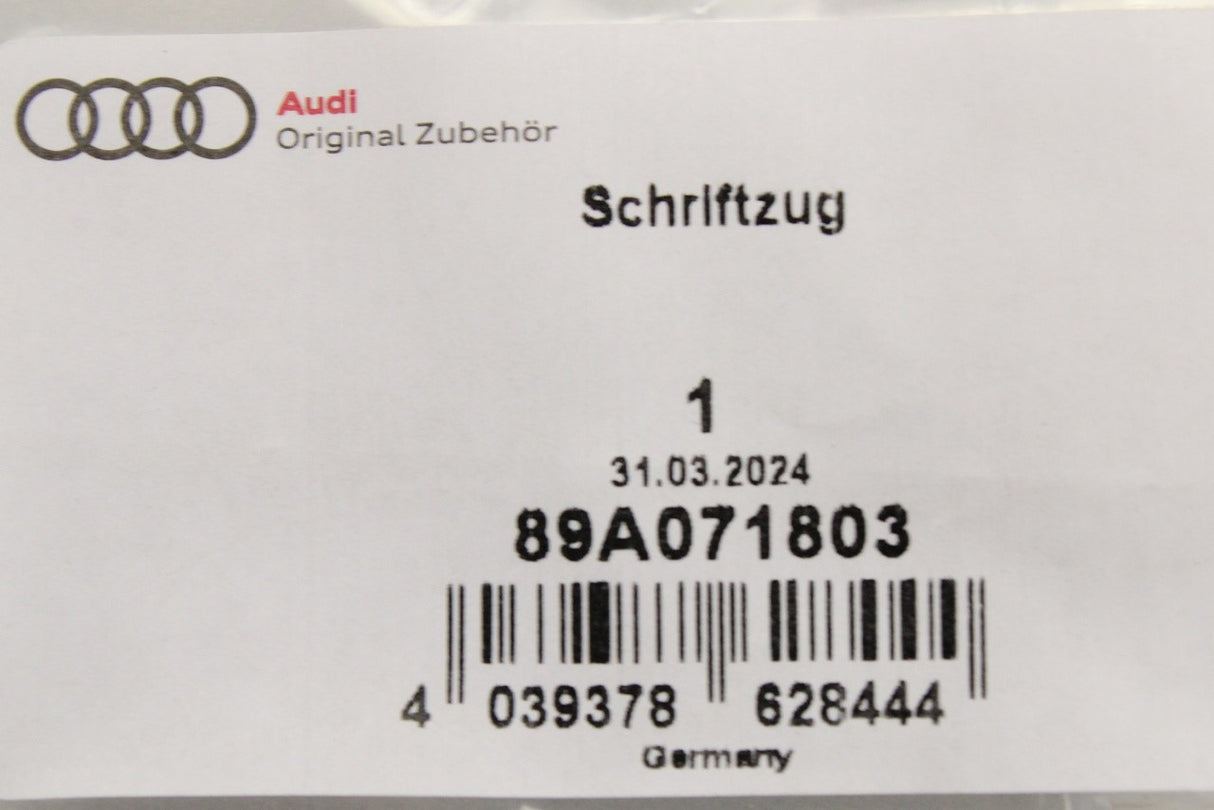 Audi
Original Zubehör
Schriftzug
1
31.03.2024
89A071803
4 039378 628444
Germany